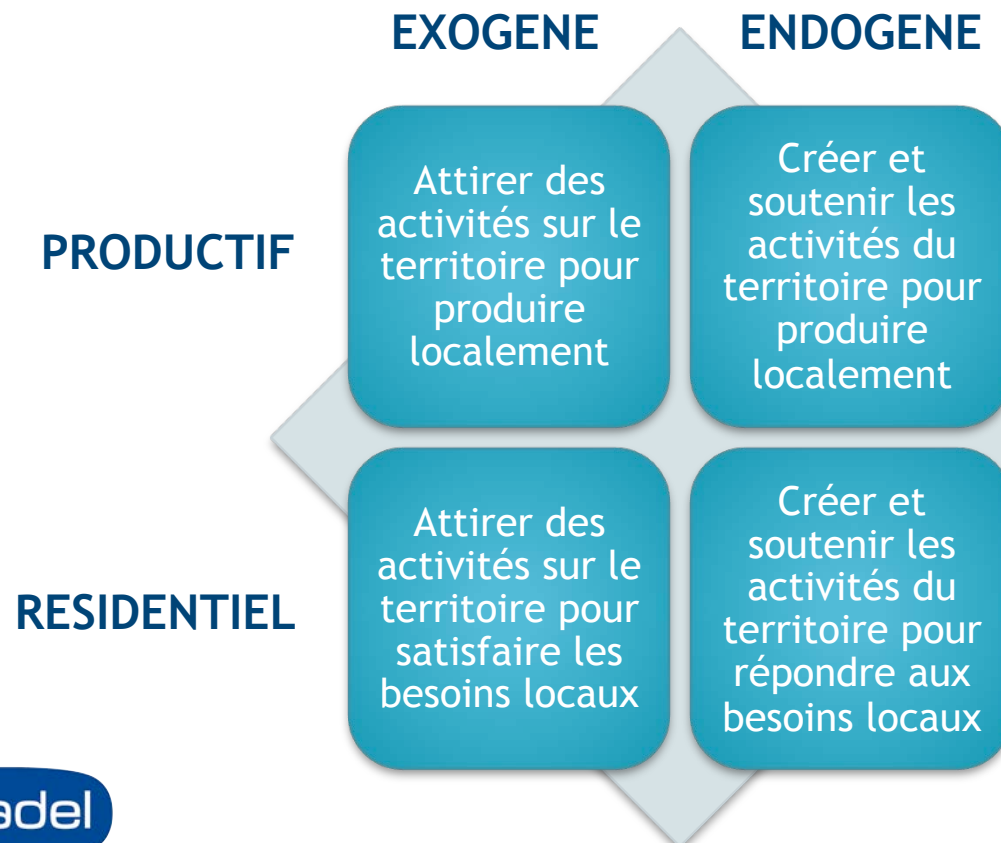 EXOGENE
ENDOGENE
PRODUCTIF
Attirer des
activités sur le
territoire pour
produire
localement
Créer et
soutenir les
activités du
territoire pour
produire
localement
RESIDENTIEL
Attirer des
activités sur le
territoire pour
satisfaire les
besoins locaux
Créer et
soutenir les
activités du
territoire pour
répondre aux
besoins locaux
adel